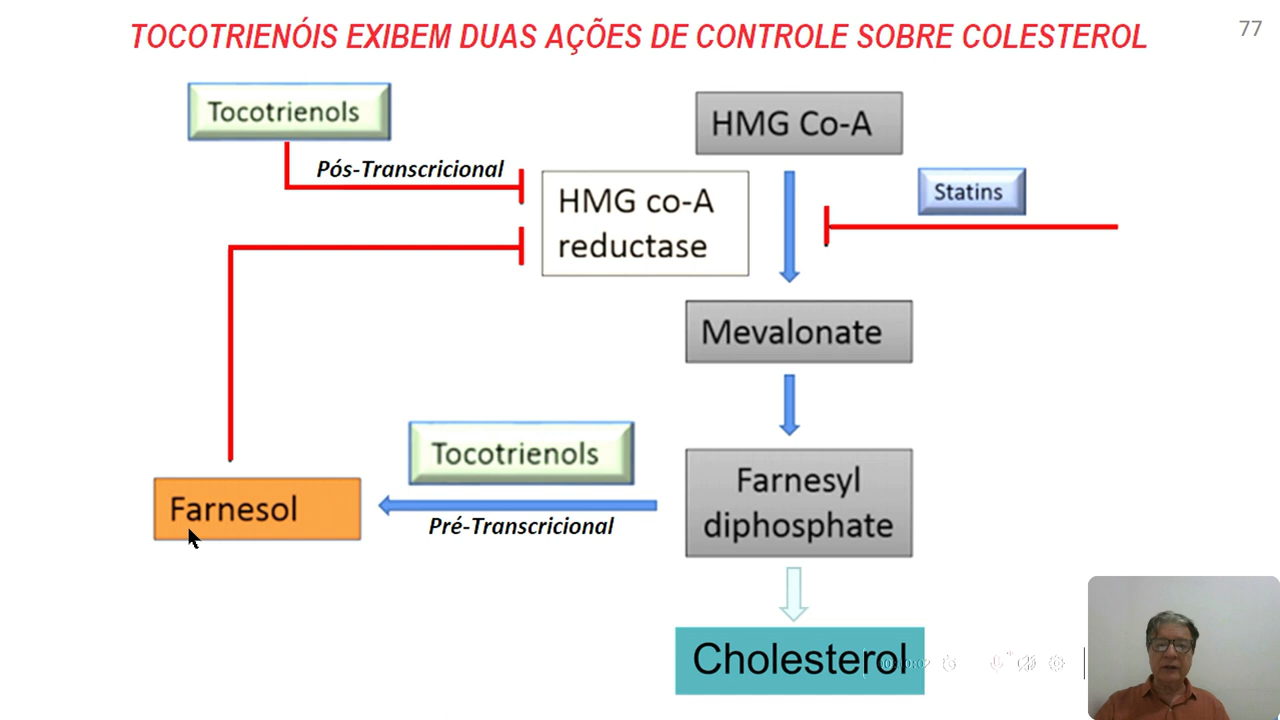 TOCOTRIENÓIS EXIBEM DUAS AÇÕES DE CONTROLE SOBRE COLESTEROL
77
Tocotrienols
HMG Co-A
Pós-Transcricional
HMG co-A
reductase
Statins
Mevalonate
Tocotrienols
Farnesyl
diphosphate
Farnesol
Pré-Transcricional
Cholesterol